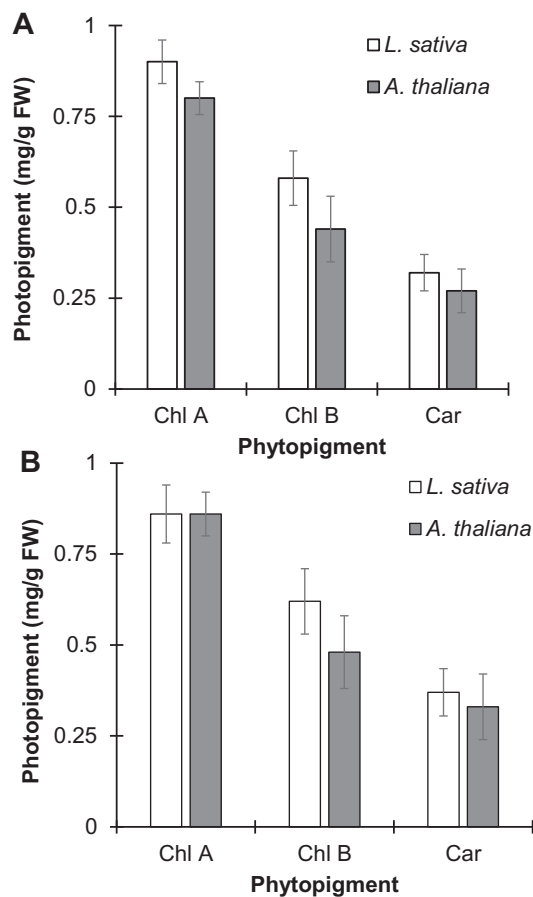 A
1
0.75
0.5
0.25
0
Photopigment (mg/g FW)
L. sativa
A. thaliana
Chl A Chl B Car
Phytopigment
B
1
0.75
0.5
0.25
0
Photopigment (mg/g FW)
L. sativa
A. thaliana
Chl A Chl B Car
Phytopigment